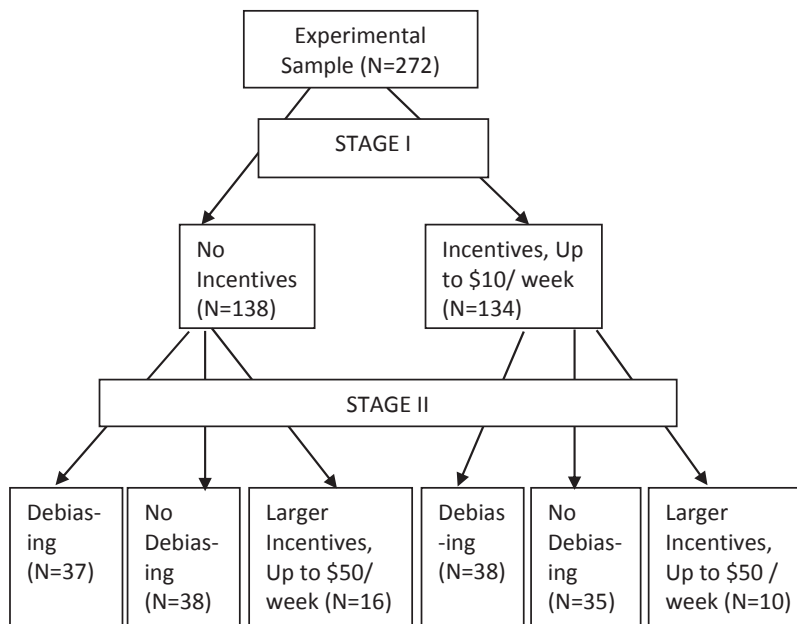 Experimental
Sample (N=272)
STAGE I
No
Incentives
(N=138)
Incentives, Up
to $10/ week
(N=134)
STAGE II
Debias-
ing
(N=37)
No
Debias-
ing
(N=38)
Larger
Incentives,
Up to $50/
week (N=16)
Debias
-ing
(N=38)
No
Debias-
ing
(N=35)
Larger
Incentives,
Up to $50 /
week (N=10)